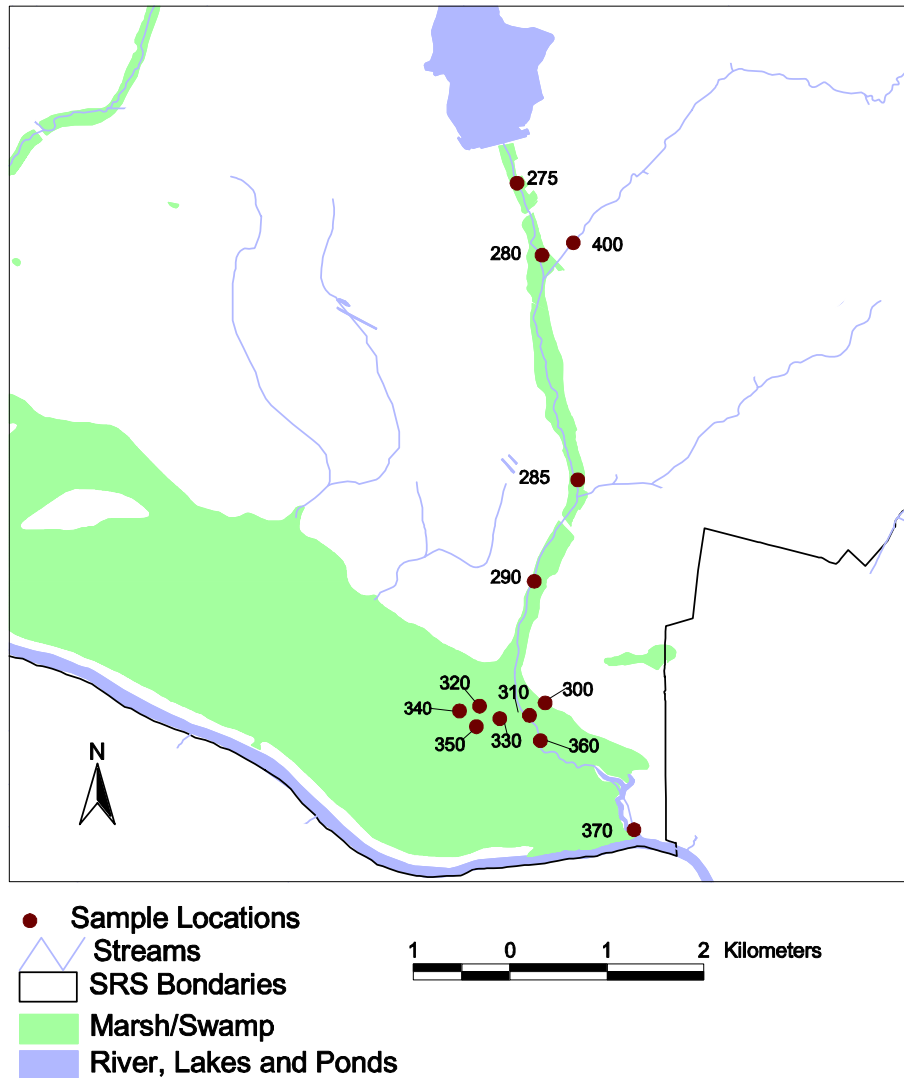 275
400
280
285
290
300
310
320
340
330
350
360
N
370
Sample Locations
Streams
1 0 1 2 Kilometers
SRS Bondaries
Marsh/Swamp
River, Lakes and Ponds